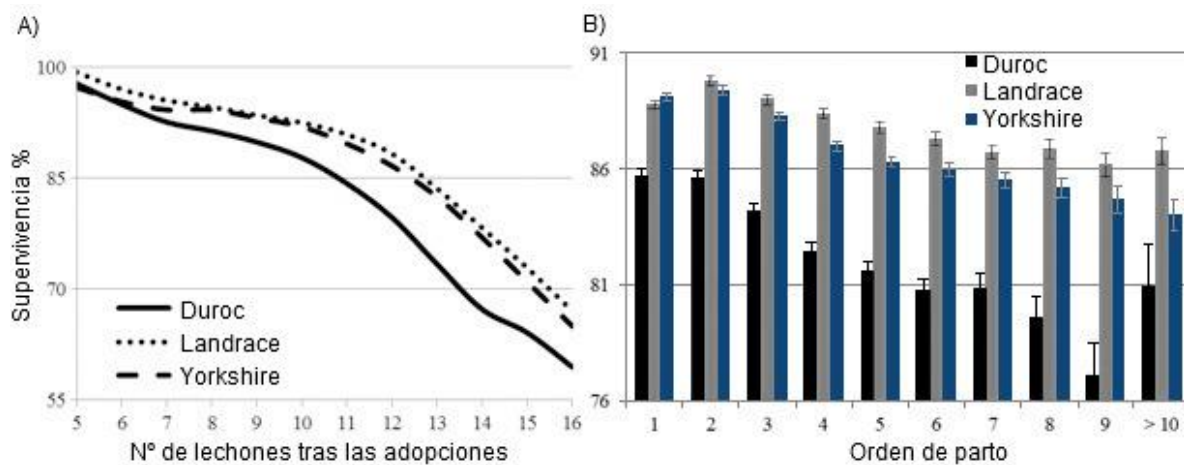 A)
100
85
70
55
Supervivencia %
Duroc
Landrace
Yorkshire
5 6 7 8 9 10 11 12 13 14 15 16
Nº de lechones tras las adopciones
B)
91
86
81
76
Duroc
Landrace
Yorkshire
1 2 3 4 5 6 7 8 9 > 10
Orden de parto